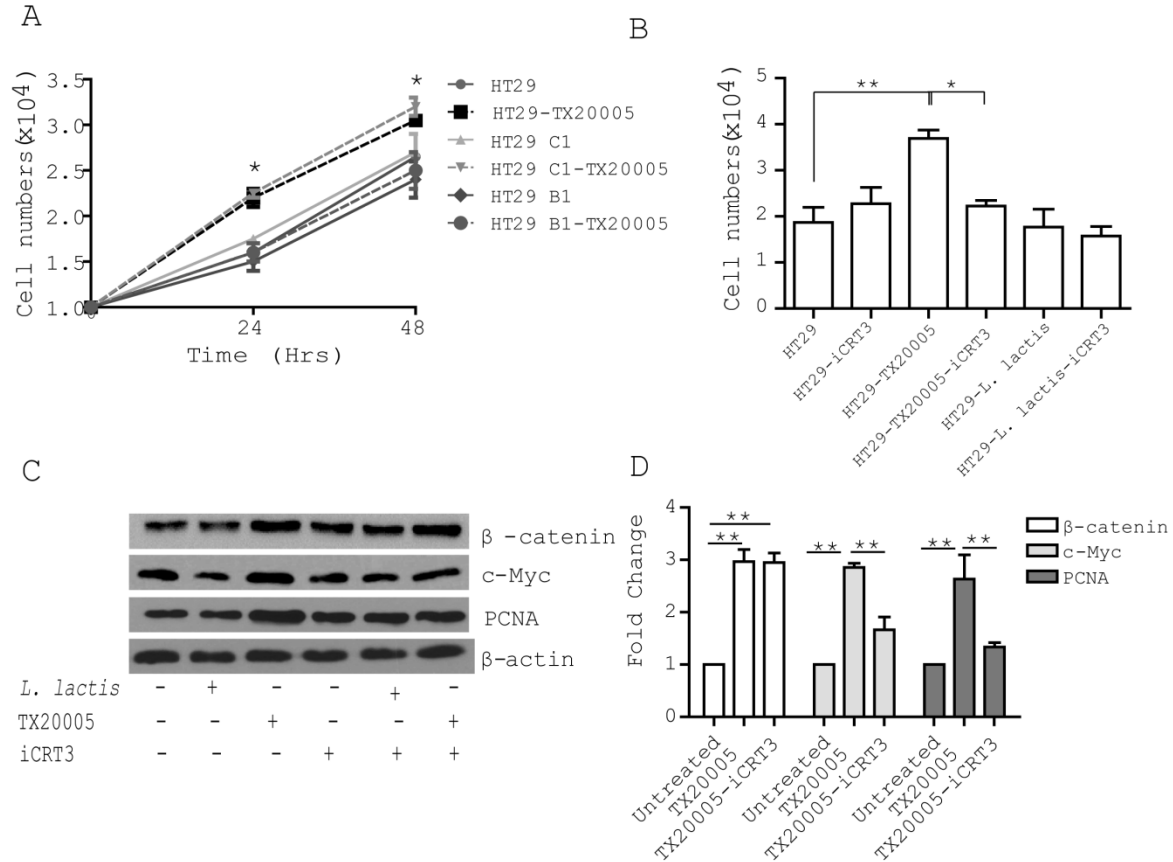 A
Cell numbers(x10⁴)
3.5
3.0
2.5
2.0
1.5
1.0
*
*
0
24
48
Time (Hrs)
HT29
HT29-TX20005
HT29 C1
HT29 C1-TX20005
HT29 B1
HT29 B1-TX20005
B
Cell numbers(x10⁴)
5
4
3
2
1
0
**
*
HT29
HT29-iCRT3
HT29-TX20005
HT29-TX20005-iCRT3
HT29-L. lactis
HT29-L. lactis-iCRT3
C
β -catenin
c-Myc
PCNA
β-actin
L. lactis - + - - + -
TX20005 - - + - - +
iCRT3 - - - + + +
D
Fold Change
4
3
2
1
0
**
**
** **
** **
Untreated
TX20005
TX20005-iCRT3
Untreated
TX20005
TX20005-iCRT3
Untreated
TX20005
TX20005-iCRT3
β-catenin
c-Myc
PCNA